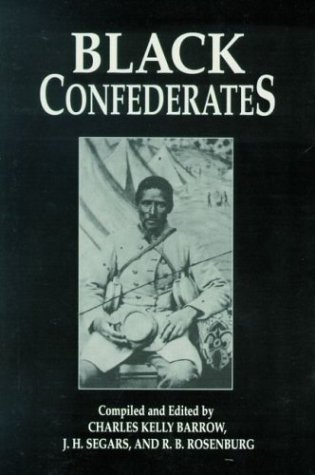 BLACK
CONFEDERATES
Compiled and Edited by
CHARLES KELLY BARROW,
J. H. SEGARS, AND R. B. ROSENBURG